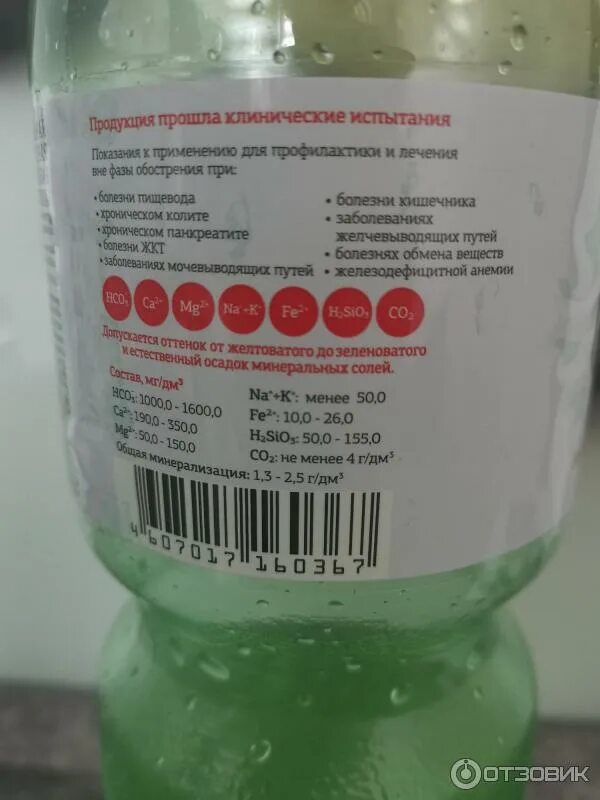 Продукция прошла клинические испытания
Показания к применению для профилактики и лечения
вне фазы обострения при:
• болезни пищевода
• хроническом колите
• хроническом панкреатите
• болезни ЖКТ
• заболеваниях мочевыводящих путей
• болезни кишечника
• заболеваниях
желчевыводящих путей
• болезнях обмена веществ
• железодефицитной анемии
HCO₃ Ca²⁺ Mg²⁺ Na⁺+K⁺ Fe²⁺ H₂SiO₃ CO₂
Допускается оттенок от желтоватого до зеленоватого
и естественный осадок минеральных солей.
Состав, мг/дм³
HCO₃: 1000,0 - 1600,0
Ca²⁺: 190,0 - 350,0
Mg²⁺: 50,0 - 150,0
Na⁺+K⁺: менее 50,0
Fe²⁺: 10,0 - 26,0
H₂SiO₃: 50,0 - 155,0
CO₂: не менее 4 г/дм³
Общая минерализация: 1,3 - 2,5 г/дм³
4 607017 160367
ОТЗОВИК